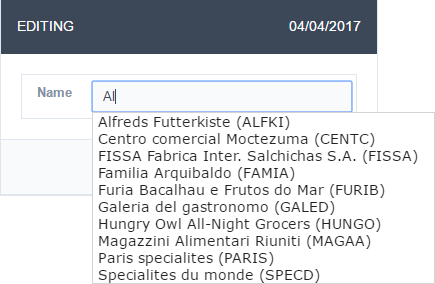 EDITING 04/04/2017
Name Al
Alfreds Futterkiste (ALFKI)
Centro comercial Moctezuma (CENTC)
FISSA Fabrica Inter. Salchichas S.A. (FISSA)
Familia Arquibaldo (FAMIA)
Furia Bacalhau e Frutos do Mar (FURIB)
Galeria del gastronomo (GALED)
Hungry Owl All-Night Grocers (HUNGO)
Magazzini Alimentari Riuniti (MAGAA)
Paris specialites (PARIS)
Specialites du monde (SPECD)